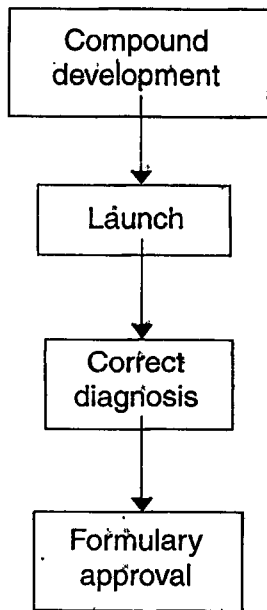 Compound
development
Launch
Correct
diagnosis
Formulary
approval